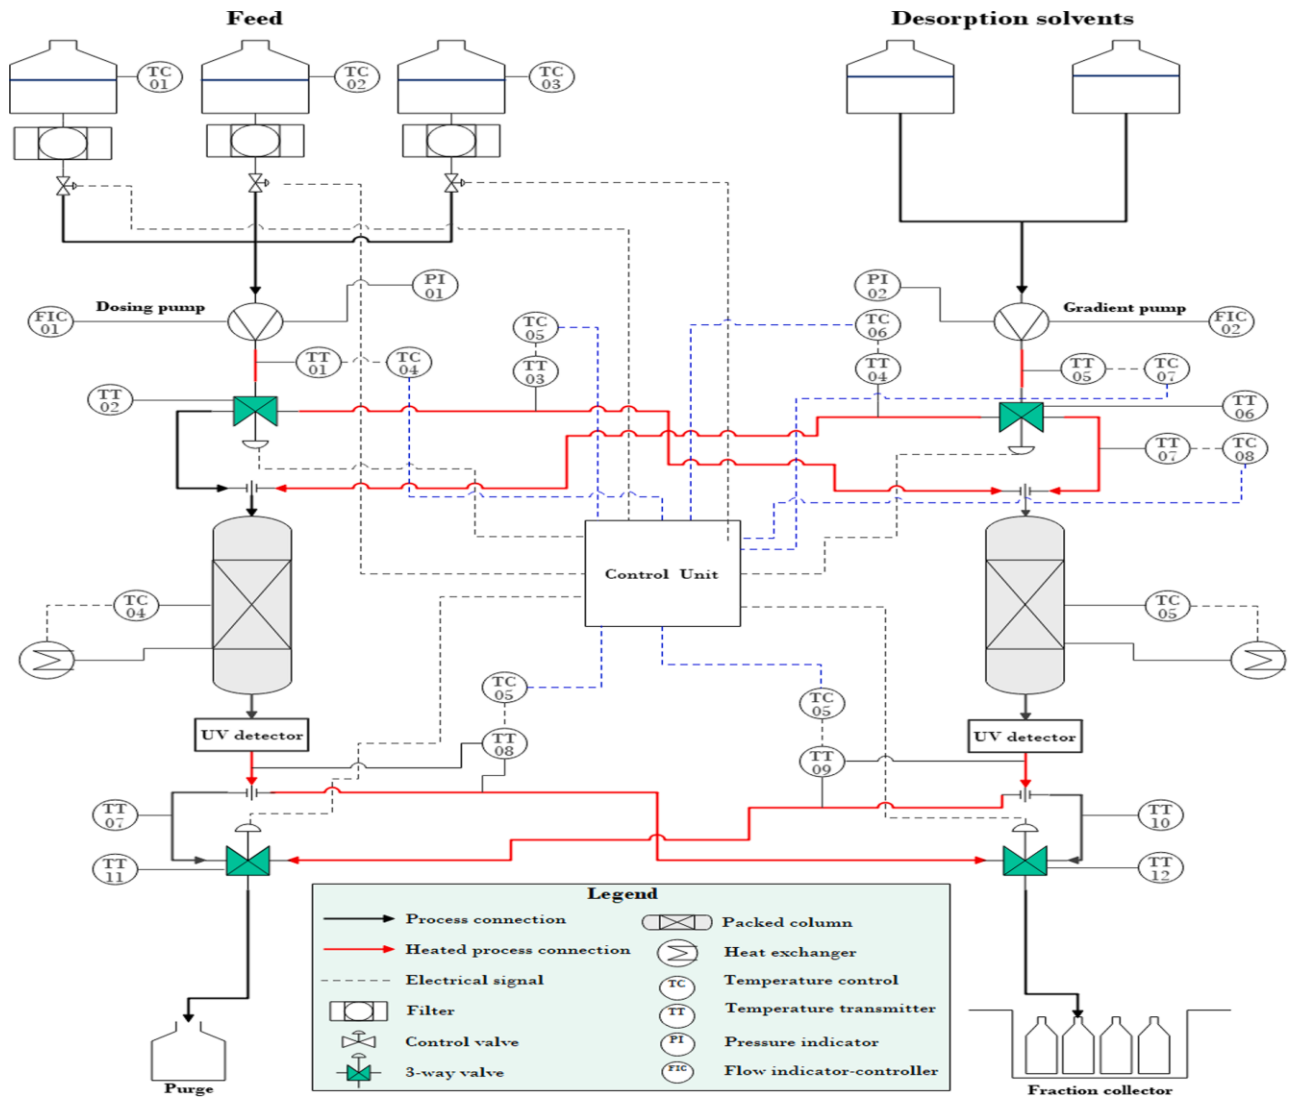 Feed
Desorption solvents
TC
01
TC
02
TC
03
PI
01
PI
02
Dosing pump
Gradient pump
FIC
01
FIC
02
TC
05
TC
06
TT
01
TC
04
TT
03
TT
04
TT
05
TC
07
TT
02
TT
06
TT
07
TC
08
Control Unit
TC
04
TC
05
TC
05
TC
05
UV detector
UV detector
TT
08
TT
09
TT
07
TT
10
TT
11
TT
12
Legend
Process connection
Heated process connection
Electrical signal
Filter
Control valve
3-way valve
Packed column
Heat exchanger
TC
Temperature control
TT
Temperature transmitter
PI
Pressure indicator
FIC
Flow indicator-controller
Purge
Fraction collector